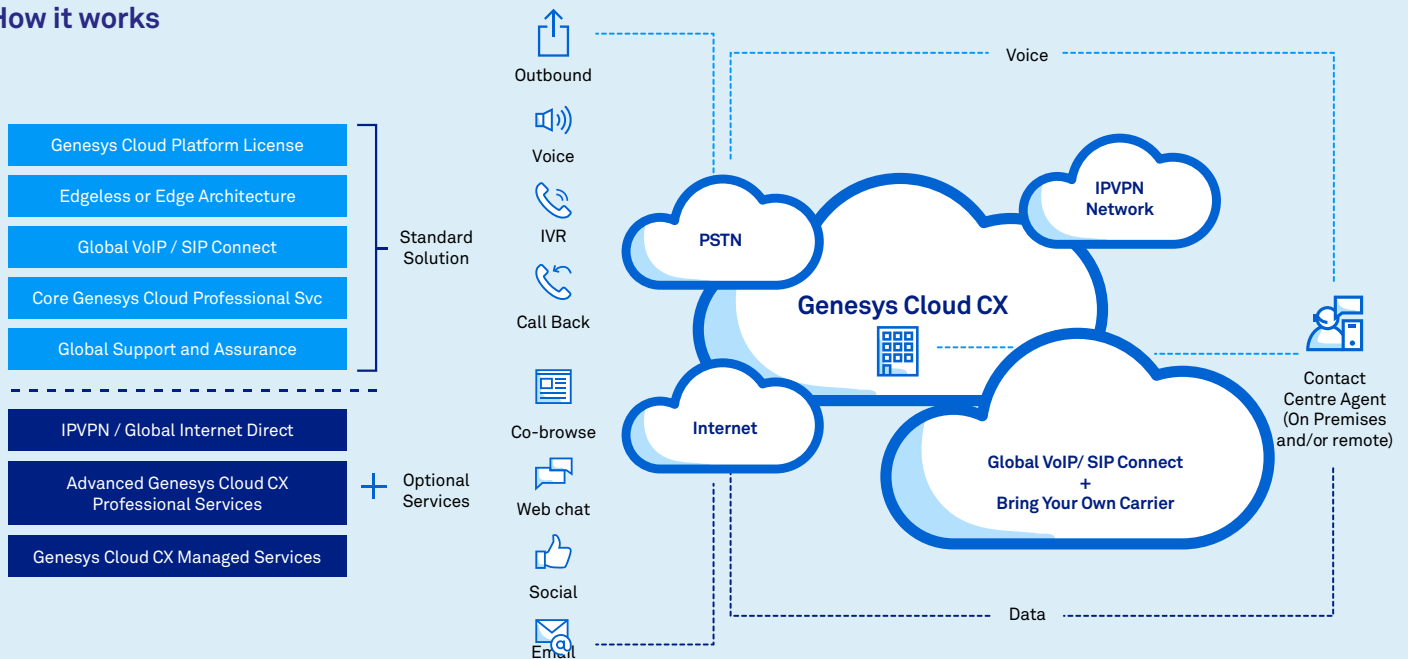 How it works
Genesys Cloud Platform License
Edgeless or Edge Architecture
Global VoIP / SIP Connect
Core Genesys Cloud Professional Svc
Global Support and Assurance
Standard
Solution
IPVPN / Global Internet Direct
Advanced Genesys Cloud CX
Professional Services
Genesys Cloud CX Managed Services
Optional
Services
Outbound
Voice
IVR
Call Back
Co-browse
Web chat
Social
Email
Voice
PSTN
IPVPN
Network
Genesys Cloud CX
Internet
Global VoIP/ SIP Connect
+
Bring Your Own Carrier
Contact
Centre Agent
(On Premises
and/or remote)
Data